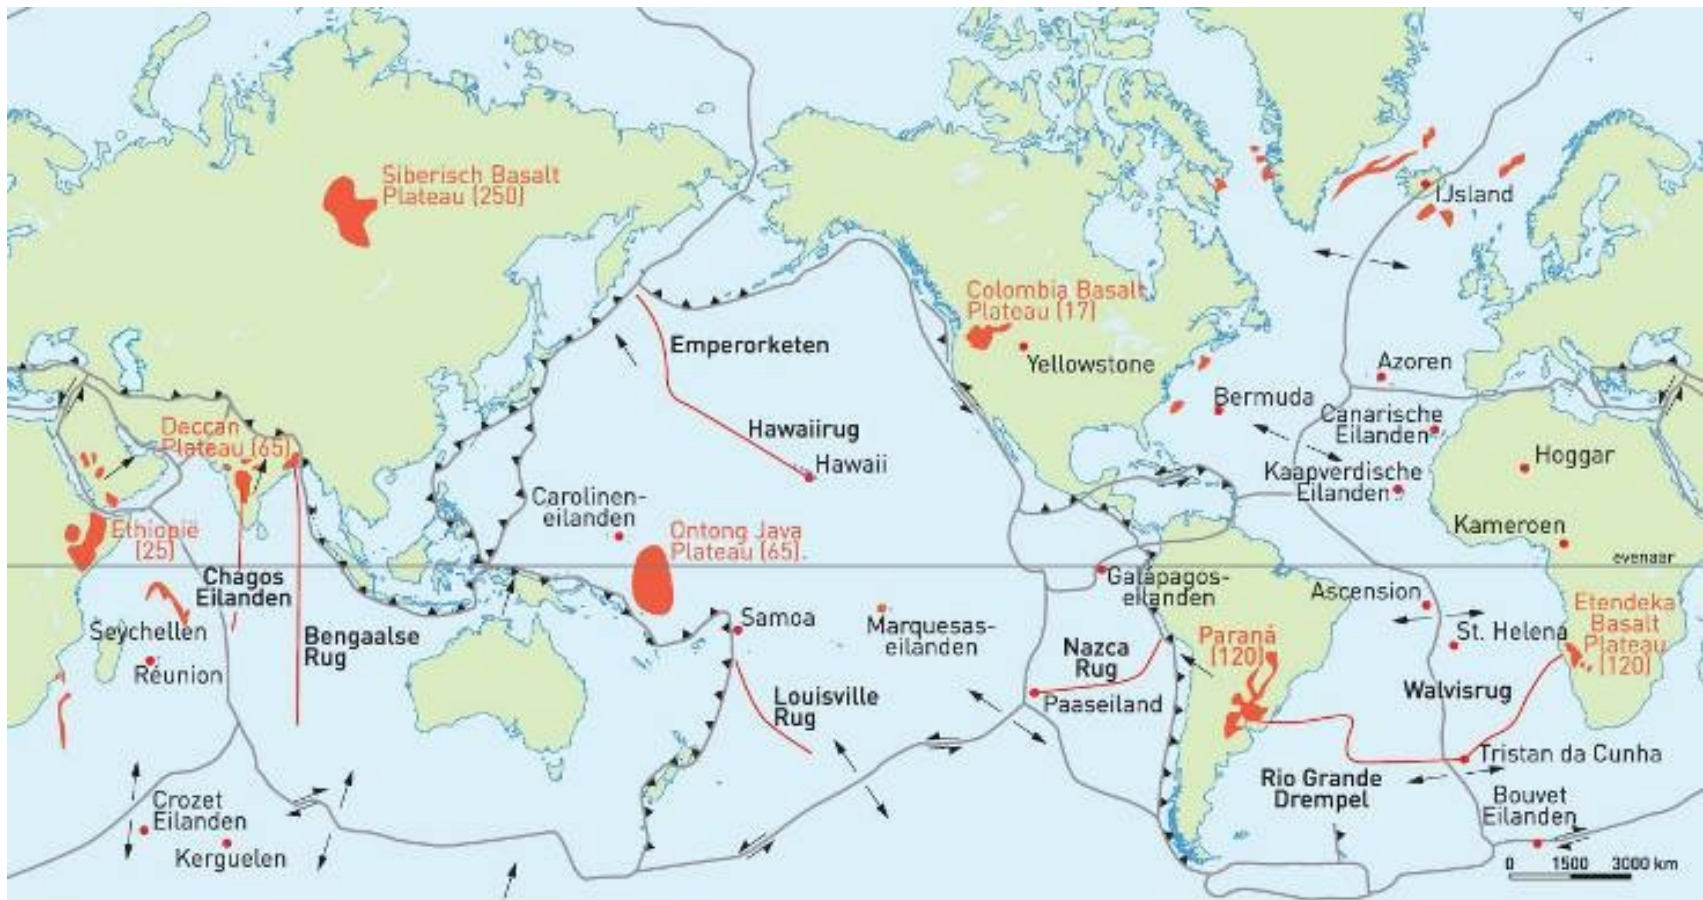 Siberisch Basalt
Plateau (250)
IJsland
Colombia Basalt
Plateau (17)
Emperorketen
Yellowstone
Azoren
Bermuda
Canarische
Eilanden
Deccan
Plateau (65)
Hawaiirug
Hawaii
Hoggar
Kaapverdische
Eilanden
Carolinen-
eilanden
Ethiopië
(25)
Ontong Java
Plateau (65)
Kameroen
evenaar
Chagos
Eilanden
Galápagos-
eilanden
Ascension
Etendeka
Basalt
Plateau
(120)
Seychellen
Bengaalse
Rug
Samoa
Marquesas-
eilanden
Nazca
Rug
Paraná
(120)
St. Helena
Réunion
Louisville
Rug
Paaseiland
Walvisrug
Tristan da Cunha
Rio Grande
Drempel
Crozet
Eilanden
Bouvet
Eilanden
Kerguelen
0 1500 3000 km